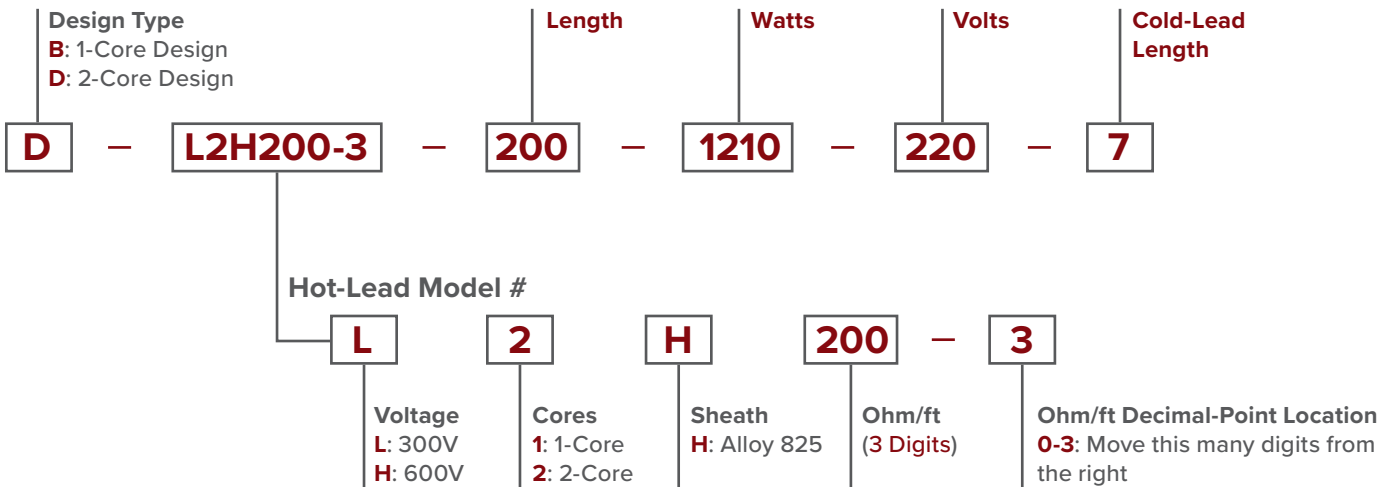 Design Type
B: 1-Core Design
D: 2-Core Design
Length
Watts
Volts
Cold-Lead
Length
D – L2H200-3 – 200 – 1210 – 220 – 7
Hot-Lead Model #
L 2 H 200 – 3
Voltage
L: 300V
H: 600V
Cores
1: 1-Core
2: 2-Core
Sheath
H: Alloy 825
Ohm/ft
(3 Digits)
Ohm/ft Decimal-Point Location
0-3: Move this many digits from
the right